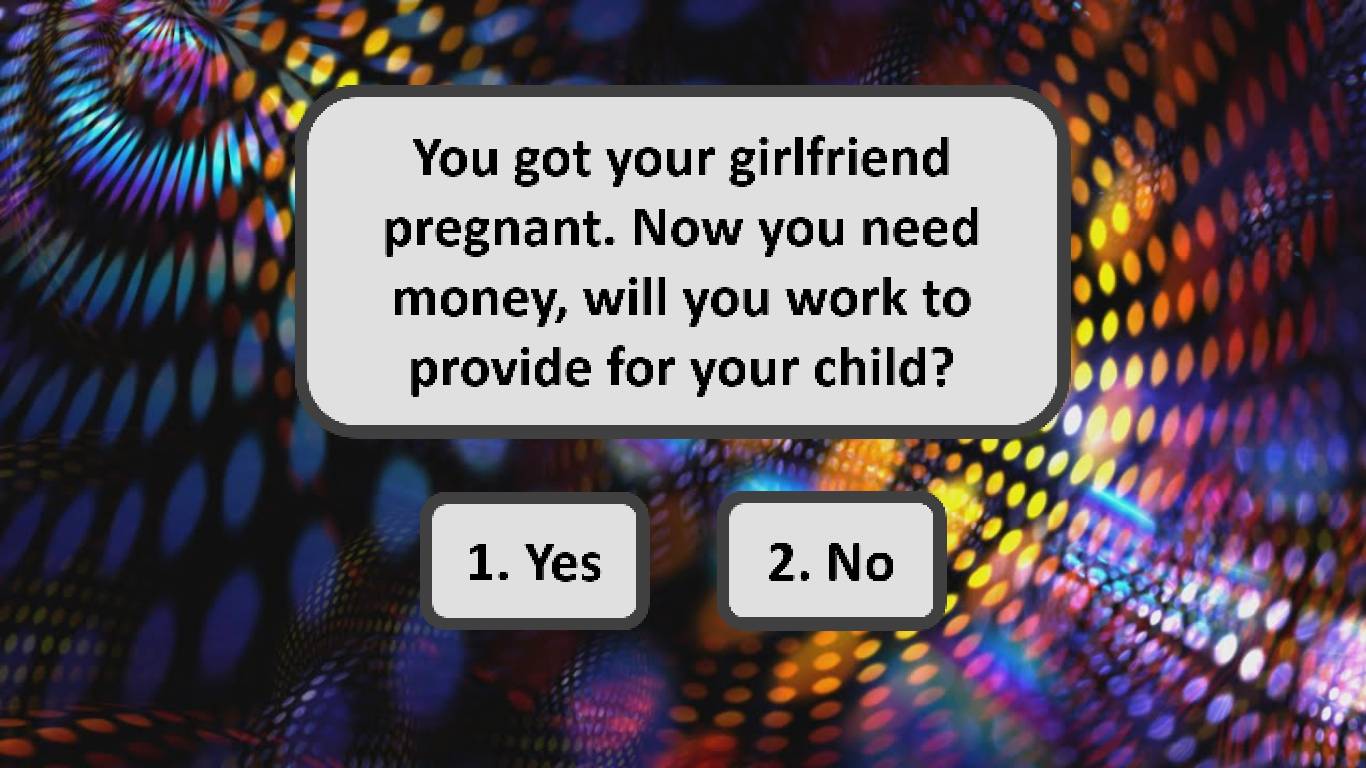 You got your girlfriend
pregnant. Now you need
money, will you work to
provide for your child?
1. Yes
2. No